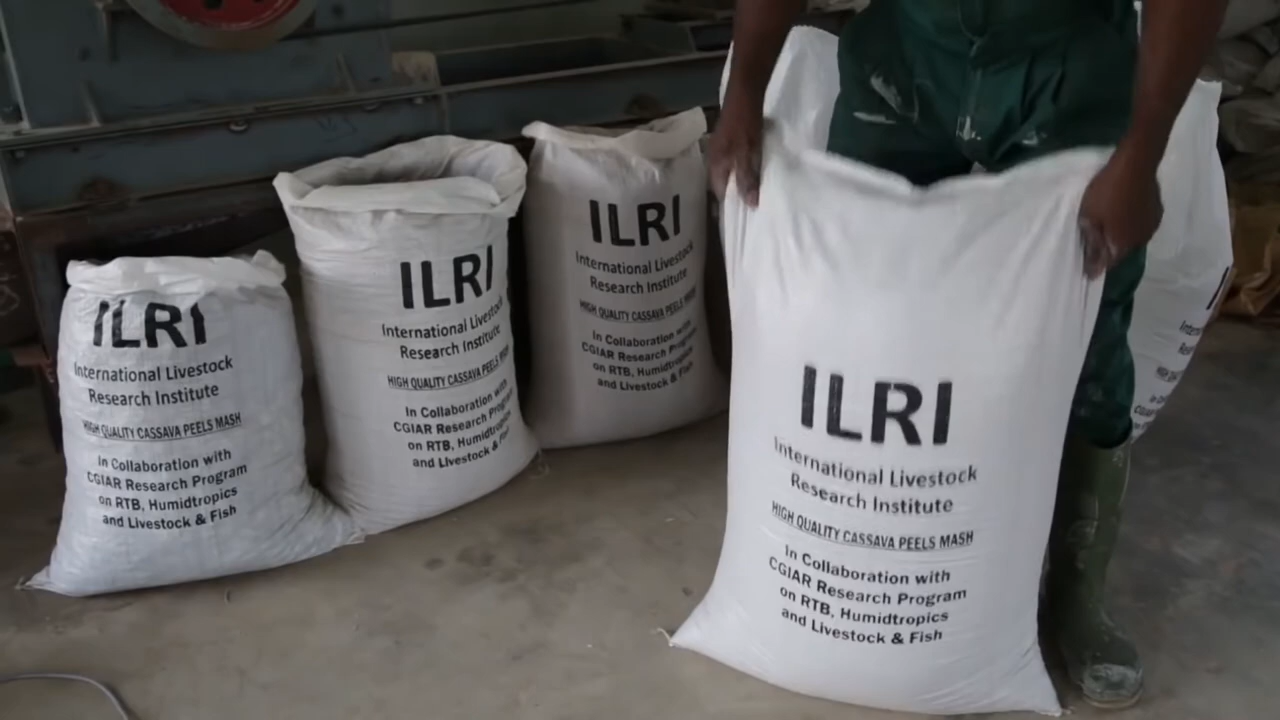 ILRI
International Livestock
Research Institute
HIGH QUALITY CASSAVA PEELS MASH
In Collaboration with
CGIAR Research Program
on RTB, Humidtropics
and Livestock & Fish
ILRI
International Livestock
Research Institute
HIGH QUALITY CASSAVA PEELS MASH
In Collaboration with
CGIAR Research Program
on RTB, Humidtropics
and Livestock & Fish
ILRI
International Livestock
Research Institute
HIGH QUALITY CASSAVA PEELS MASH
In Collaboration with
CGIAR Research Program
on RTB, Humidtropics
and Livestock & Fish
ILRI
International Livestock
Research Institute
HIGH QUALITY CASSAVA PEELS MASH
In Collaboration with
CGIAR Research Program
on RTB, Humidtropics
and Livestock & Fish